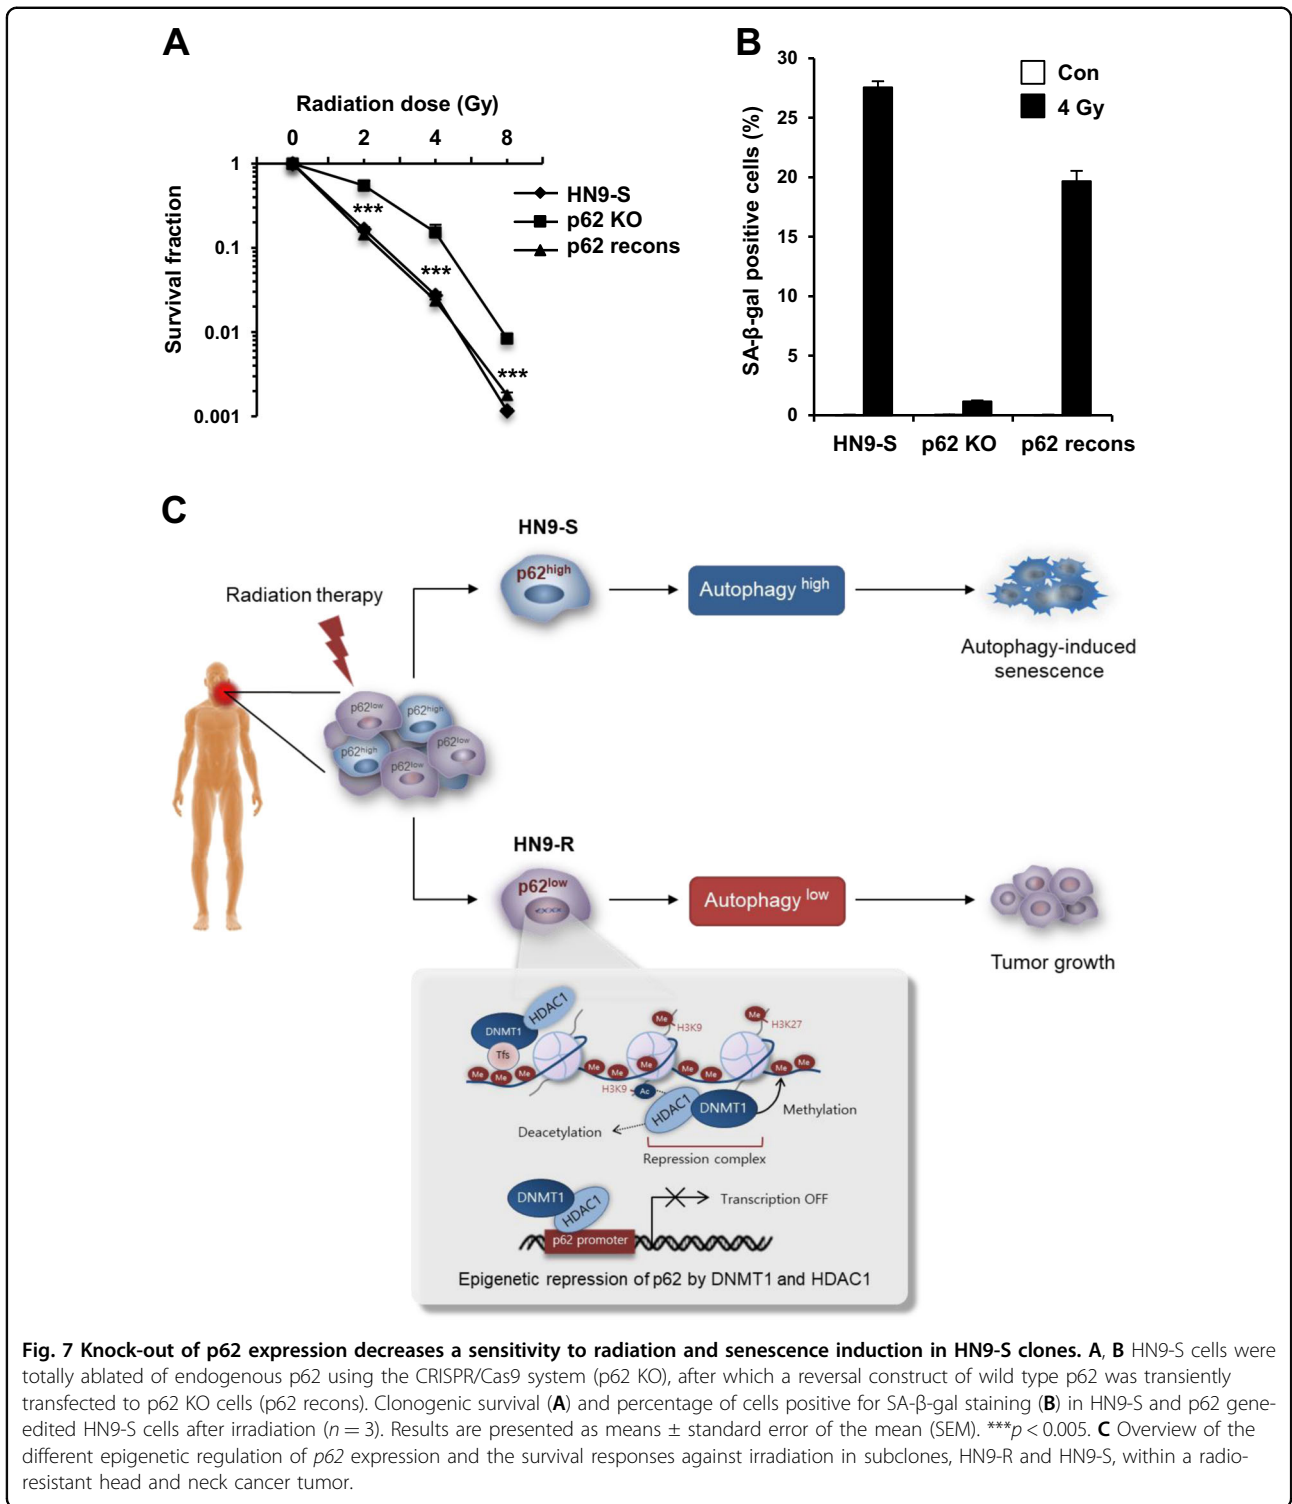 A
Radiation dose (Gy)
0 2 4 8
1
0.1
0.01
0.001
Survival fraction
***
***
***
HN9-S
p62 KO
p62 recons
B
30
25
20
15
10
5
0
SA-β-gal positive cells (%)
Con
4 Gy
HN9-S p62 KO p62 recons
C
Radiation therapy
p62low
p62high
p62high
p62low
p62low
HN9-S
p62high
Autophagy high
Autophagy-induced
senescence
HN9-R
p62low
Autophagy low
Tumor growth
HDAC1
DNMT1
Tfs
Me Me Me
Me H3K9
Me H3K27
Me Me Me Me Me Me Me
H3K9 Ac
HDAC1 DNMT1
Methylation
Deacetylation
Repression complex
DNMT1
HDAC1
p62 promoter
Transcription OFF
Epigenetic repression of p62 by DNMT1 and HDAC1
Fig. 7 Knock-out of p62 expression decreases a sensitivity to radiation and senescence induction in HN9-S clones. A, B HN9-S cells were
totally ablated of endogenous p62 using the CRISPR/Cas9 system (p62 KO), after which a reversal construct of wild type p62 was transiently
transfected to p62 KO cells (p62 recons). Clonogenic survival (A) and percentage of cells positive for SA-β-gal staining (B) in HN9-S and p62 gene-
edited HN9-S cells after irradiation (n = 3). Results are presented as means ± standard error of the mean (SEM). ***p < 0.005. C Overview of the
different epigenetic regulation of p62 expression and the survival responses against irradiation in subclones, HN9-R and HN9-S, within a radio-
resistant head and neck cancer tumor.